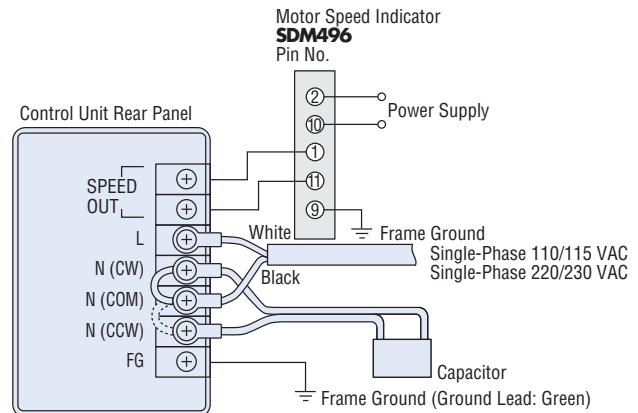 Motor Speed Indicator
SDM496
Pin No.
2
Power Supply
10
Control Unit Rear Panel
1
SPEED
OUT
11
9
Frame Ground
L
White
Single-Phase 110/115 VAC
Single-Phase 220/230 VAC
N (CW)
Black
N (COM)
N (CCW)
FG
Capacitor
Frame Ground (Ground Lead: Green)